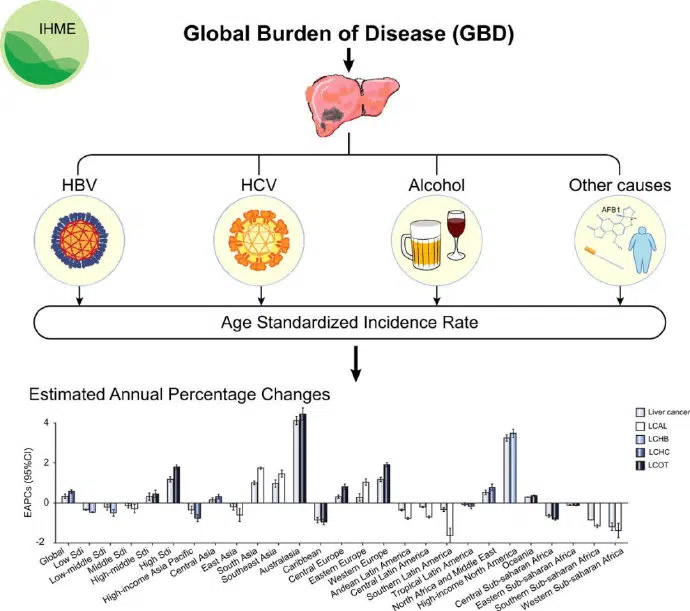 IHME
Global Burden of Disease (GBD)
HBV
HCV
Alcohol
Other causes
AFB1
Age Standardized Incidence Rate
Estimated Annual Percentage Changes
EAPCs (95%CI)
4
2
0
-2
Liver cancer
LCAL
LCHB
LCHC
LCOT
Global
Low Sdi
Low-middle Sdi
Middle Sdi
High-middle Sdi
High Sdi
High-income Asia Pacific
Central Asia
East Asia
South Asia
Southeast Asia
Australasia
Caribbean
Central Europe
Eastern Europe
Western Europe
Andean Latin America
Central Latin America
Southern Latin America
Tropical Latin America
North Africa and Middle East
High-income North America
Oceania
Central Sub-saharan Africa
Eastern Sub-saharan Africa
Southern Sub-saharan Africa
Western Sub-saharan Africa